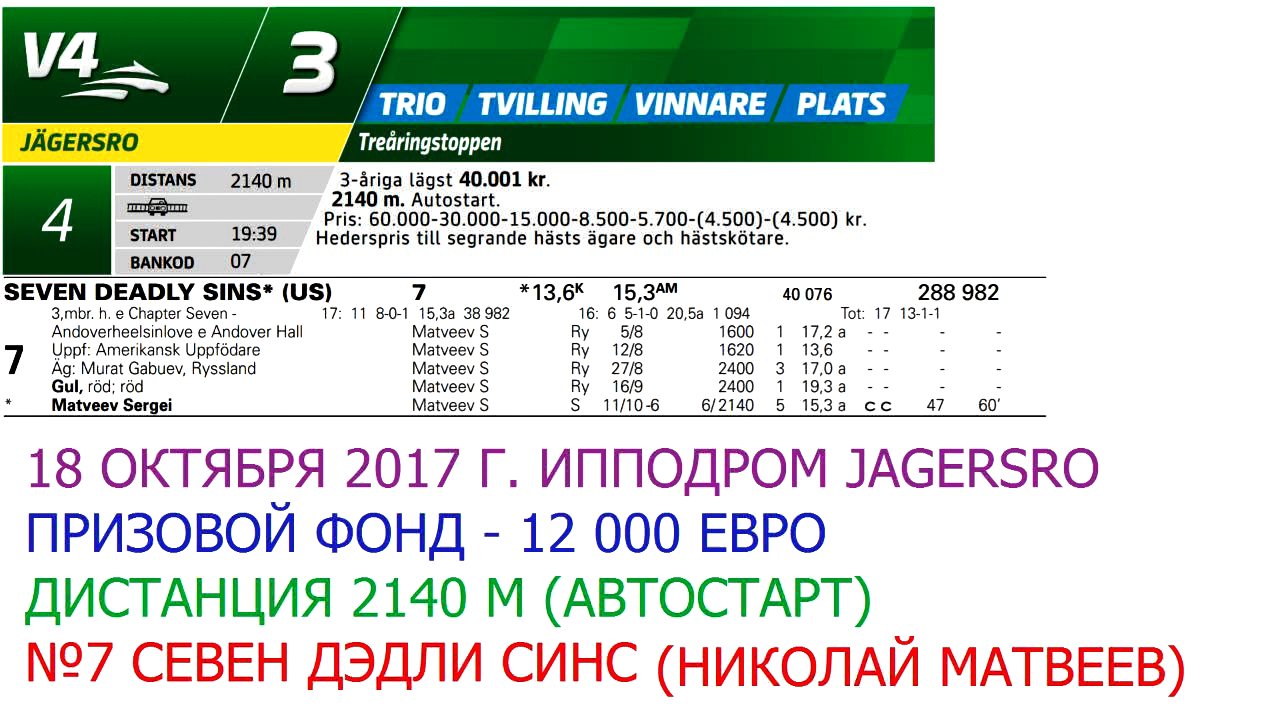 V4 3
TRIO TVILLING VINNARE PLATS
JÄGERSRO Treåringstoppen
4
DISTANS 2140 m
START 19:39
BANKOD 07
3-åriga lägst 40.001 kr.
2140 m. Autostart.
Pris: 60.000-30.000-15.000-8.500-5.700-(4.500)-(4.500) kr.
Hederspris till segrande hästs ägare och hästskötare.
SEVEN DEADLY SINS* (US) 7 *13,6K 15,3AM 40 076 288 982
3,mbr. h. e Chapter Seven - 17: 11 8-0-1 15,3a 38 982 16: 6 5-1-0 20,5a 1 094 Tot: 17 13-1-1
Andoverheelsinlove e Andover Hall Matveev S Ry 5/8 1600 1 17,2 a - - - -
7 Uppf: Amerikansk Uppfödare Matveev S Ry 12/8 1620 1 13,6 - - - -
Äg: Murat Gabuev, Ryssland Matveev S Ry 27/8 2400 3 17,0 a - - - -
Gul, röd; röd Matveev S Ry 16/9 2400 1 19,3 a - - - -
* Matveev Sergei Matveev S S 11/10 -6 6/ 2140 5 15,3 a c c 47 60'
18 ОКТЯБРЯ 2017 Г. ИППОДРОМ JAGERSRO
ПРИЗОВОЙ ФОНД - 12 000 ЕВРО
ДИСТАНЦИЯ 2140 М (АВТОСТАРТ)
№7 СЕВЕН ДЭДЛИ СИНС (НИКОЛАЙ МАТВЕЕВ)